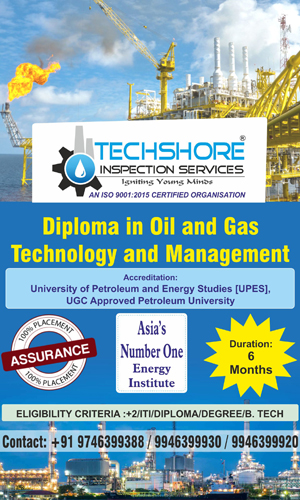 TECHSHORE®
INSPECTION SERVICES
Igniting Young Minds
AN ISO 9001:2015 CERTIFIED ORGANISATION
Diploma in Oil and Gas
Technology and Management
Accreditation:
University of Petroleum and Energy Studies [UPES],
UGC Approved Petroleum University
100% PLACEMENT
ASSURANCE
100% PLACEMENT
Asia's
Number One
Energy
Institute
Duration:
6
Months
ELIGIBILITY CRITERIA :+2/ITI/DIPLOMA/DEGREE/B. TECH
Contact: +91 9746399388 / 9946399930 / 9946399920